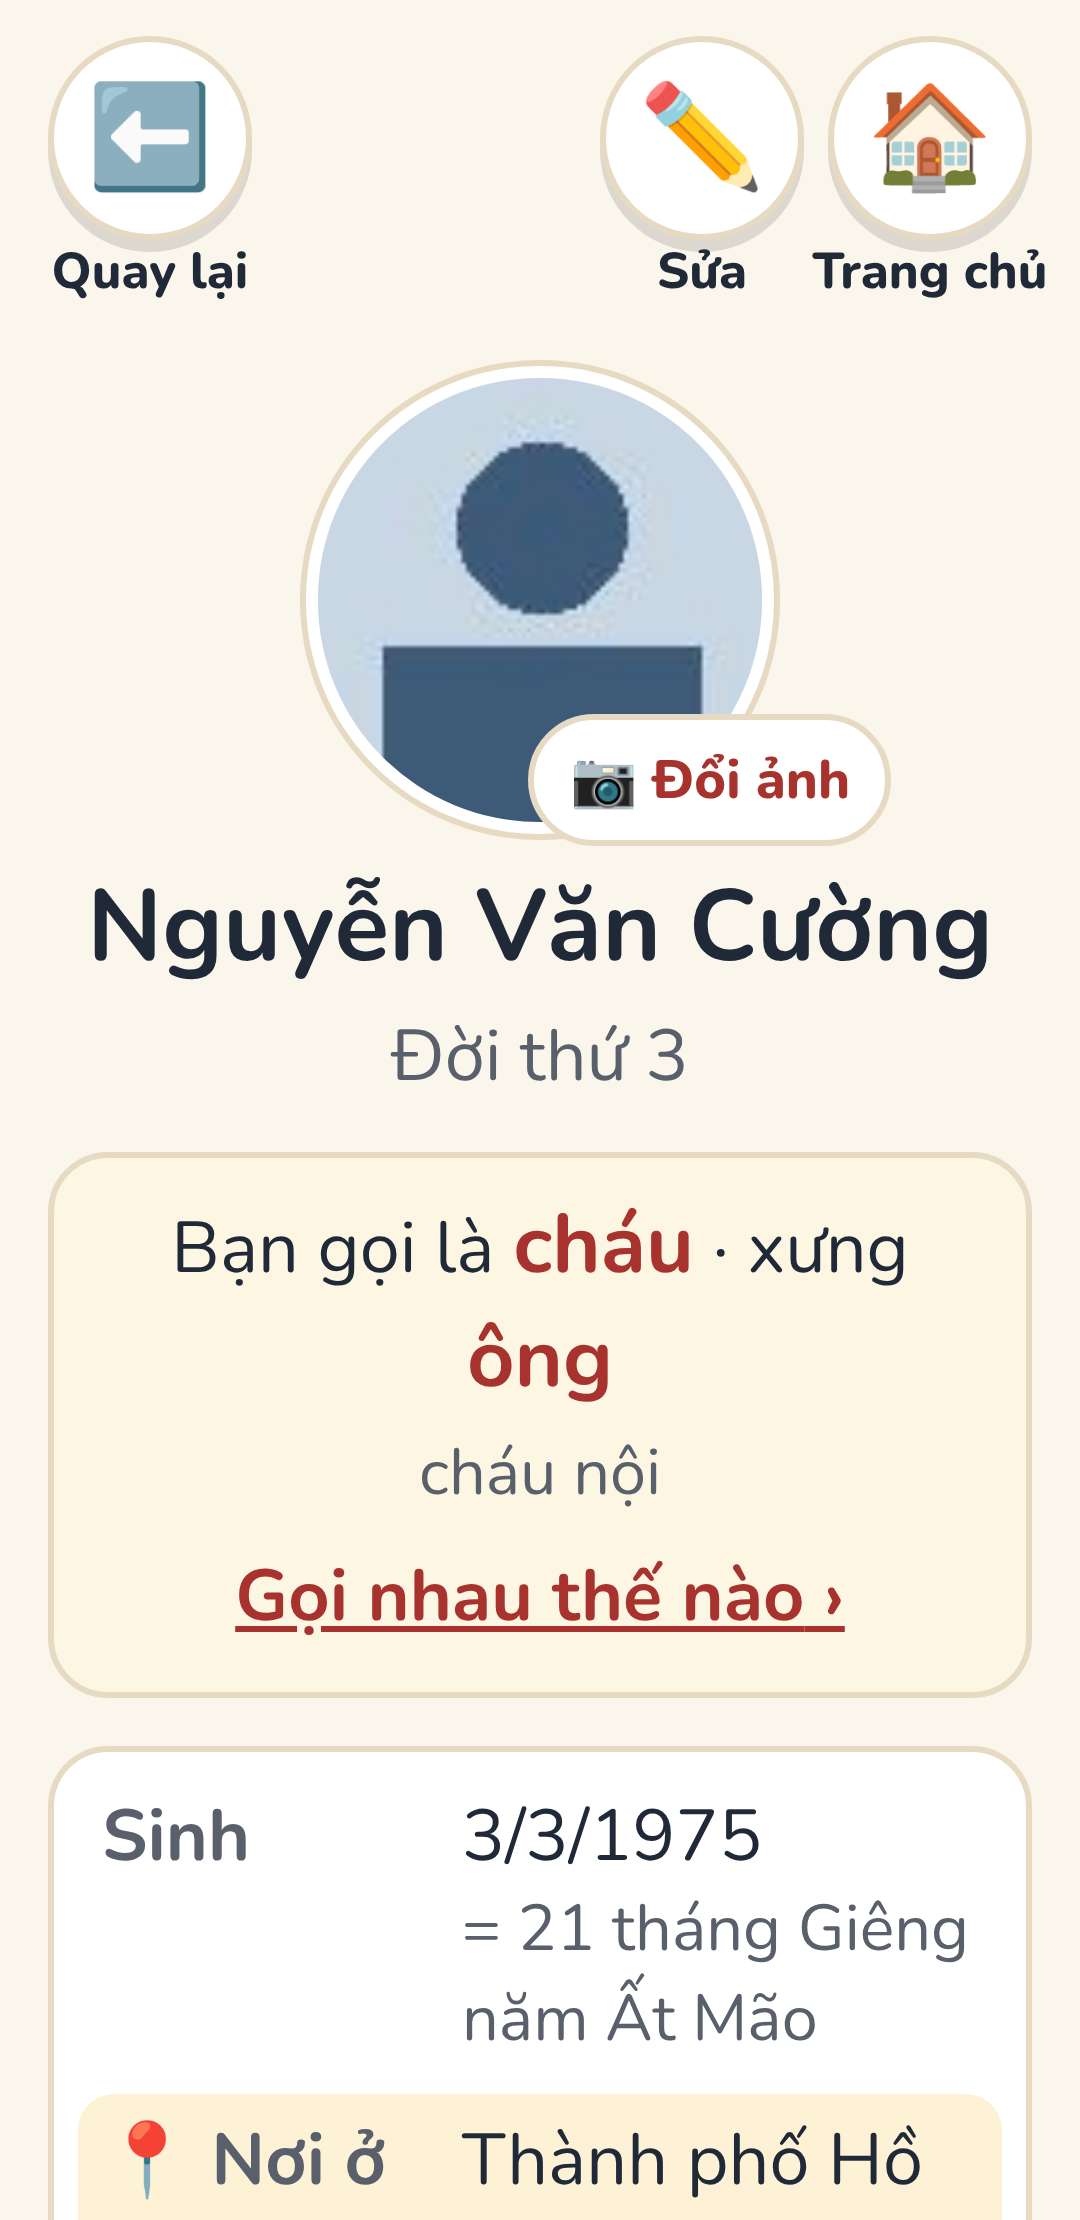 Quay lại
Sửa
Trang chủ
Đổi ảnh
Nguyễn Văn Cường
Đời thứ 3
Bạn gọi là cháu · xưng
ông
cháu nội
Gọi nhau thế nào ›
Sinh
3/3/1975
= 21 tháng Giêng
năm Ất Mão
Nơi ở
Thành phố Hồ